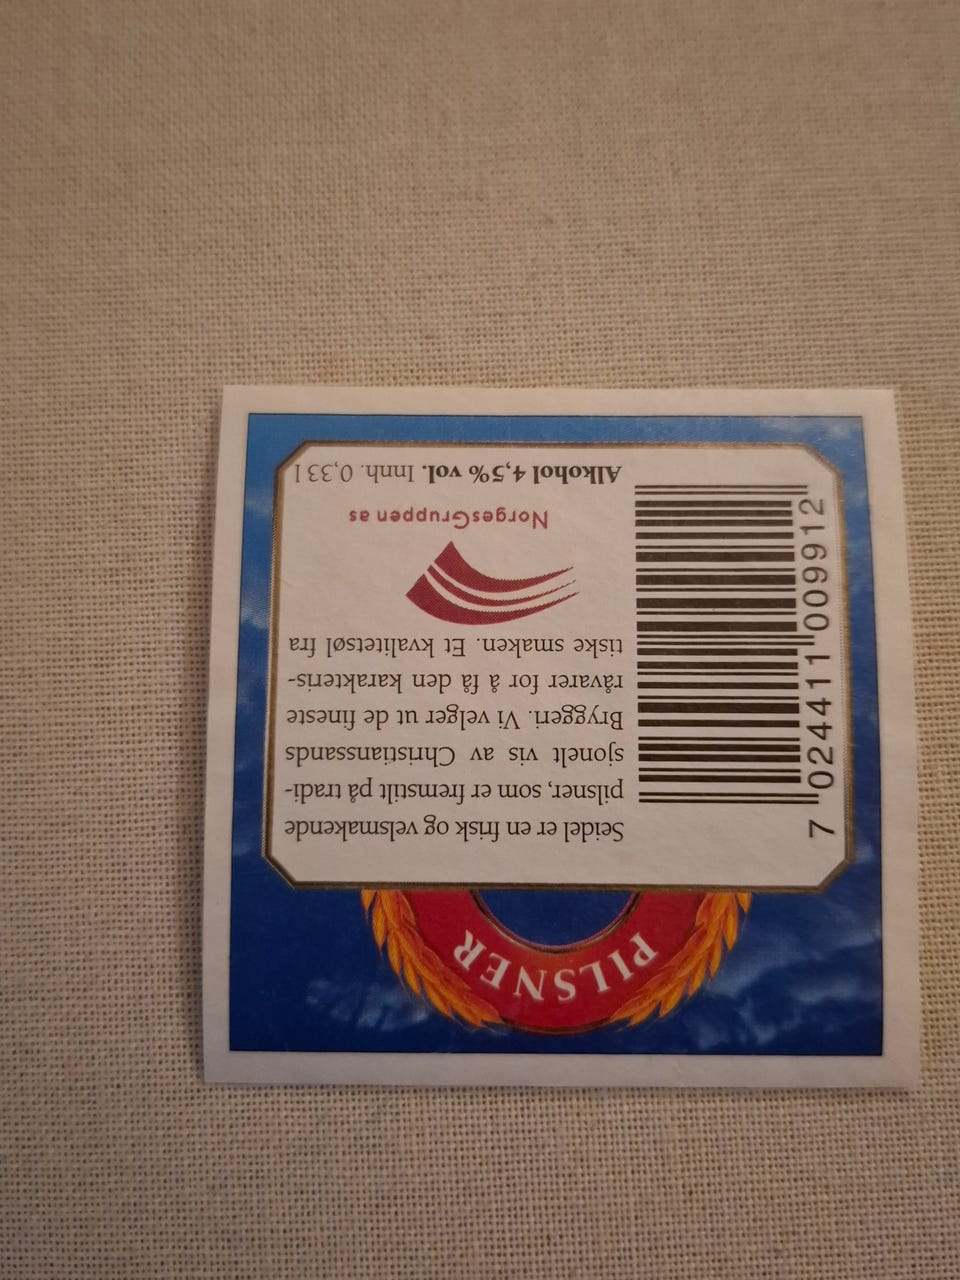 PILSNER
Seidel er en frisk og velsmakende
pilsner, som er fremstilt på tradi-
sjonelt vis av Christianssands
Bryggeri. Vi velger ut de fineste
råvarer for å få den karakteris-
tiske smaken. Et kvalitetsøl fra
NorgesGruppen as
Alkohol 4,5% vol. Innh. 0,33 l
7 024411 009912